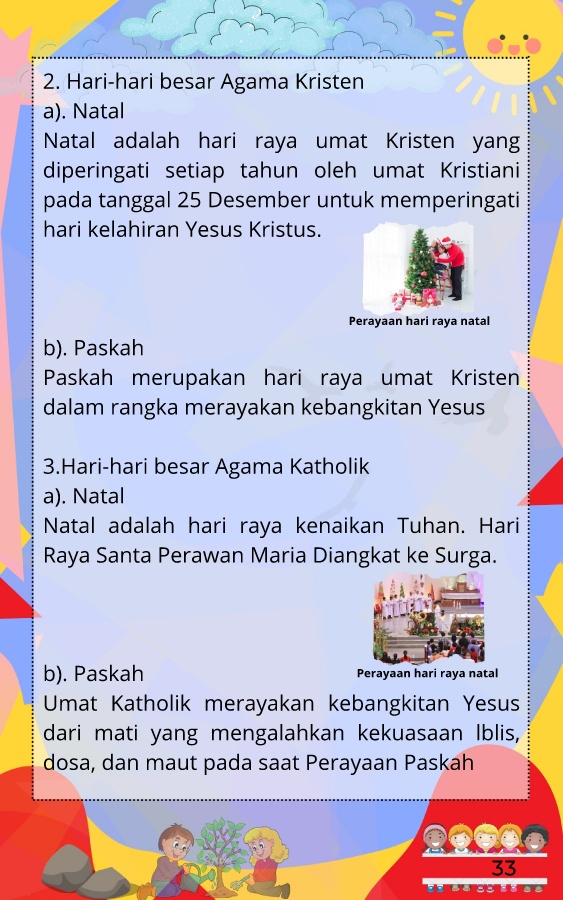 2. Hari-hari besar Agama Kristen
a). Natal
Natal adalah hari raya umat Kristen yang
diperingati setiap tahun oleh umat Kristiani
pada tanggal 25 Desember untuk memperingati
hari kelahiran Yesus Kristus.
Perayaan hari raya natal
b). Paskah
Paskah merupakan hari raya umat Kristen
dalam rangka merayakan kebangkitan Yesus
3.Hari-hari besar Agama Katholik
a). Natal
Natal adalah hari raya kenaikan Tuhan. Hari
Raya Santa Perawan Maria Diangkat ke Surga.
Perayaan hari raya natal
b). Paskah
Umat Katholik merayakan kebangkitan Yesus
dari mati yang mengalahkan kekuasaan lblis,
dosa, dan maut pada saat Perayaan Paskah
33